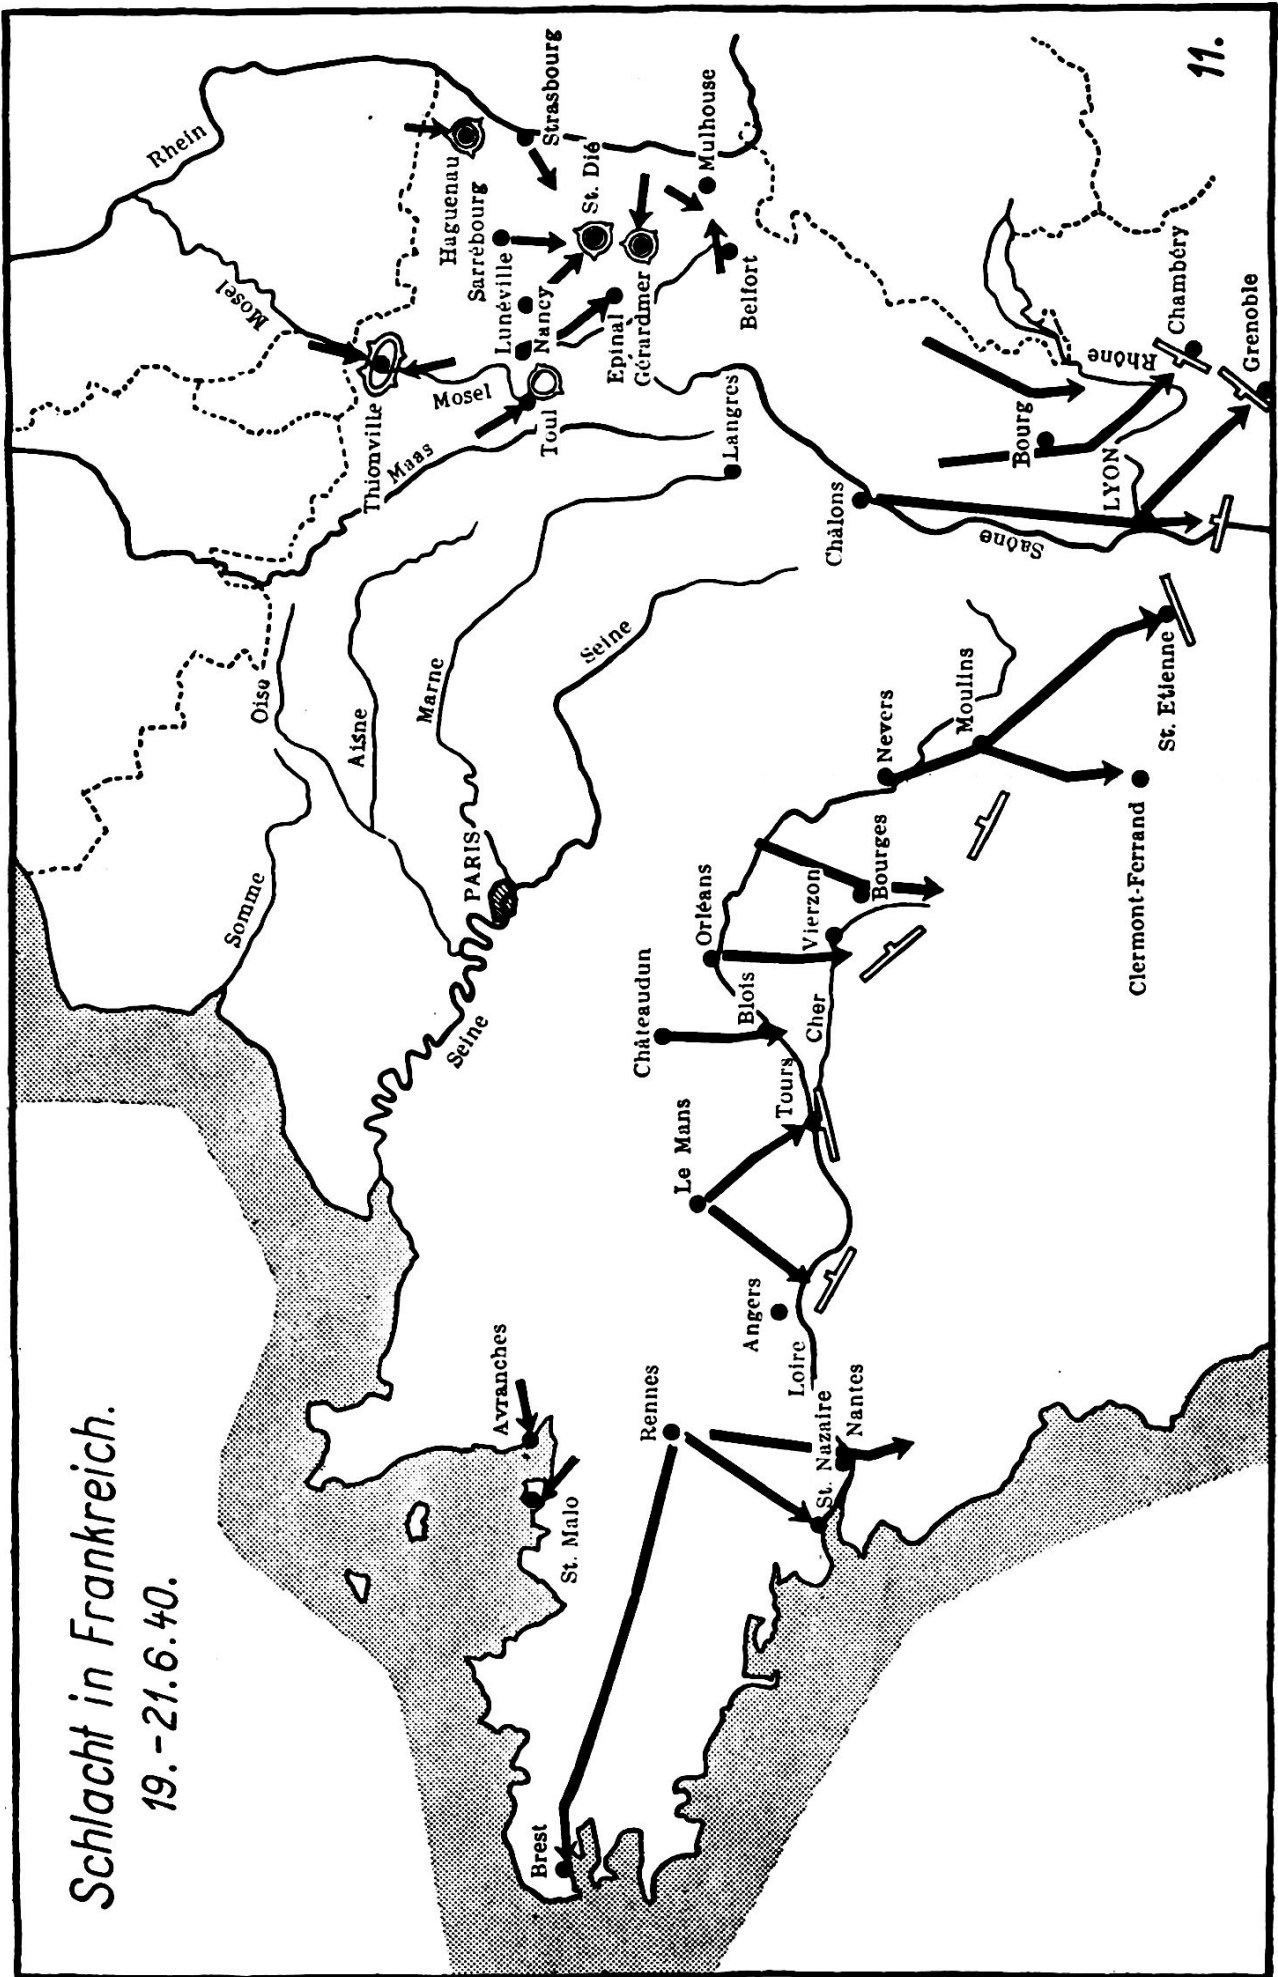 Schlacht in Frankreich.
19.-21.6.40.
11.
Rhein
Mosel
Haguenau
Strasbourg
Sarrebourg
Lunéville
Nancy
St. Dié
Mulhouse
Epinal
Gérardmer
Belfort
Thionville
Mosel
Toul
Maas
Langres
Oise
Aisne
Marne
Seine
Somme
PARIS
Seine
Châlons
Saône
Bourg
LYON
Rhône
Chambéry
Grenoble
Nevers
Moulins
St. Etienne
Clermont-Ferrand
Orléans
Vierzon
Bourges
Châteaudun
Blois
Cher
Tours
Le Mans
Angers
Loire
Avranches
St. Malo
Rennes
St. Nazaire
Nantes
Brest